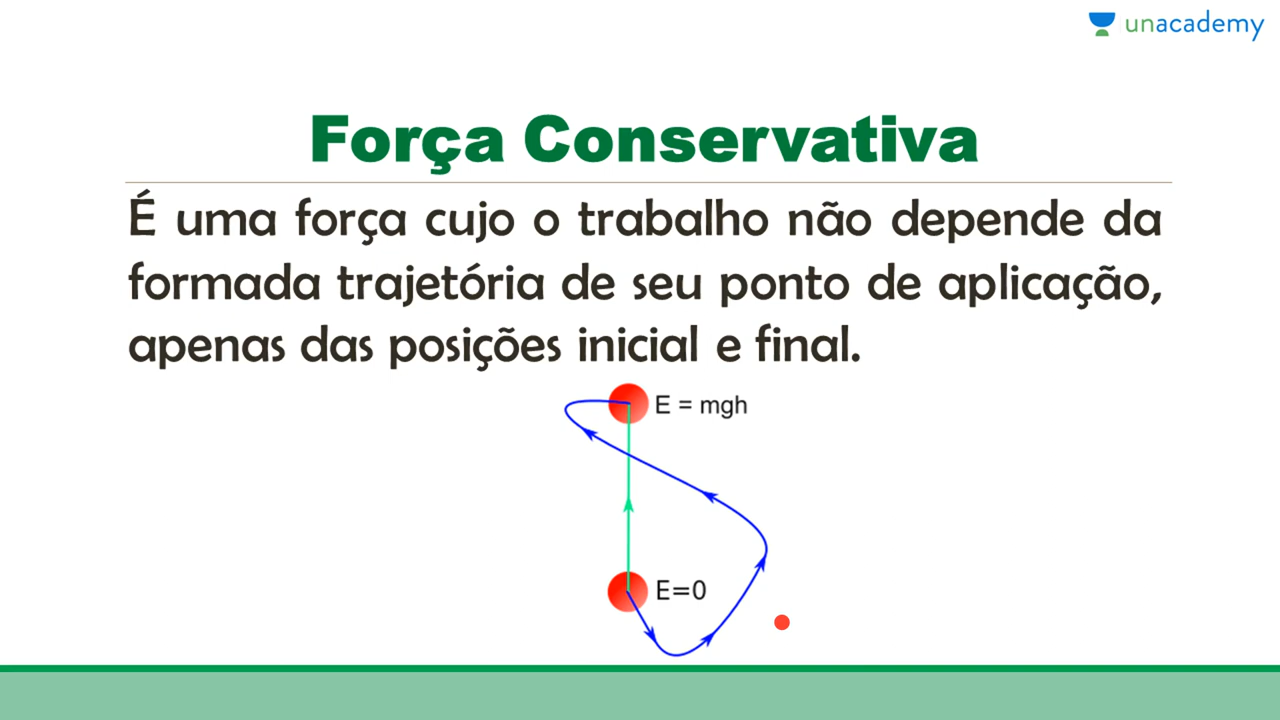 unacademy
Força Conservativa
É uma força cujo o trabalho não depende da
formada trajetória de seu ponto de aplicação,
apenas das posições inicial e final.
E = mgh
E=0